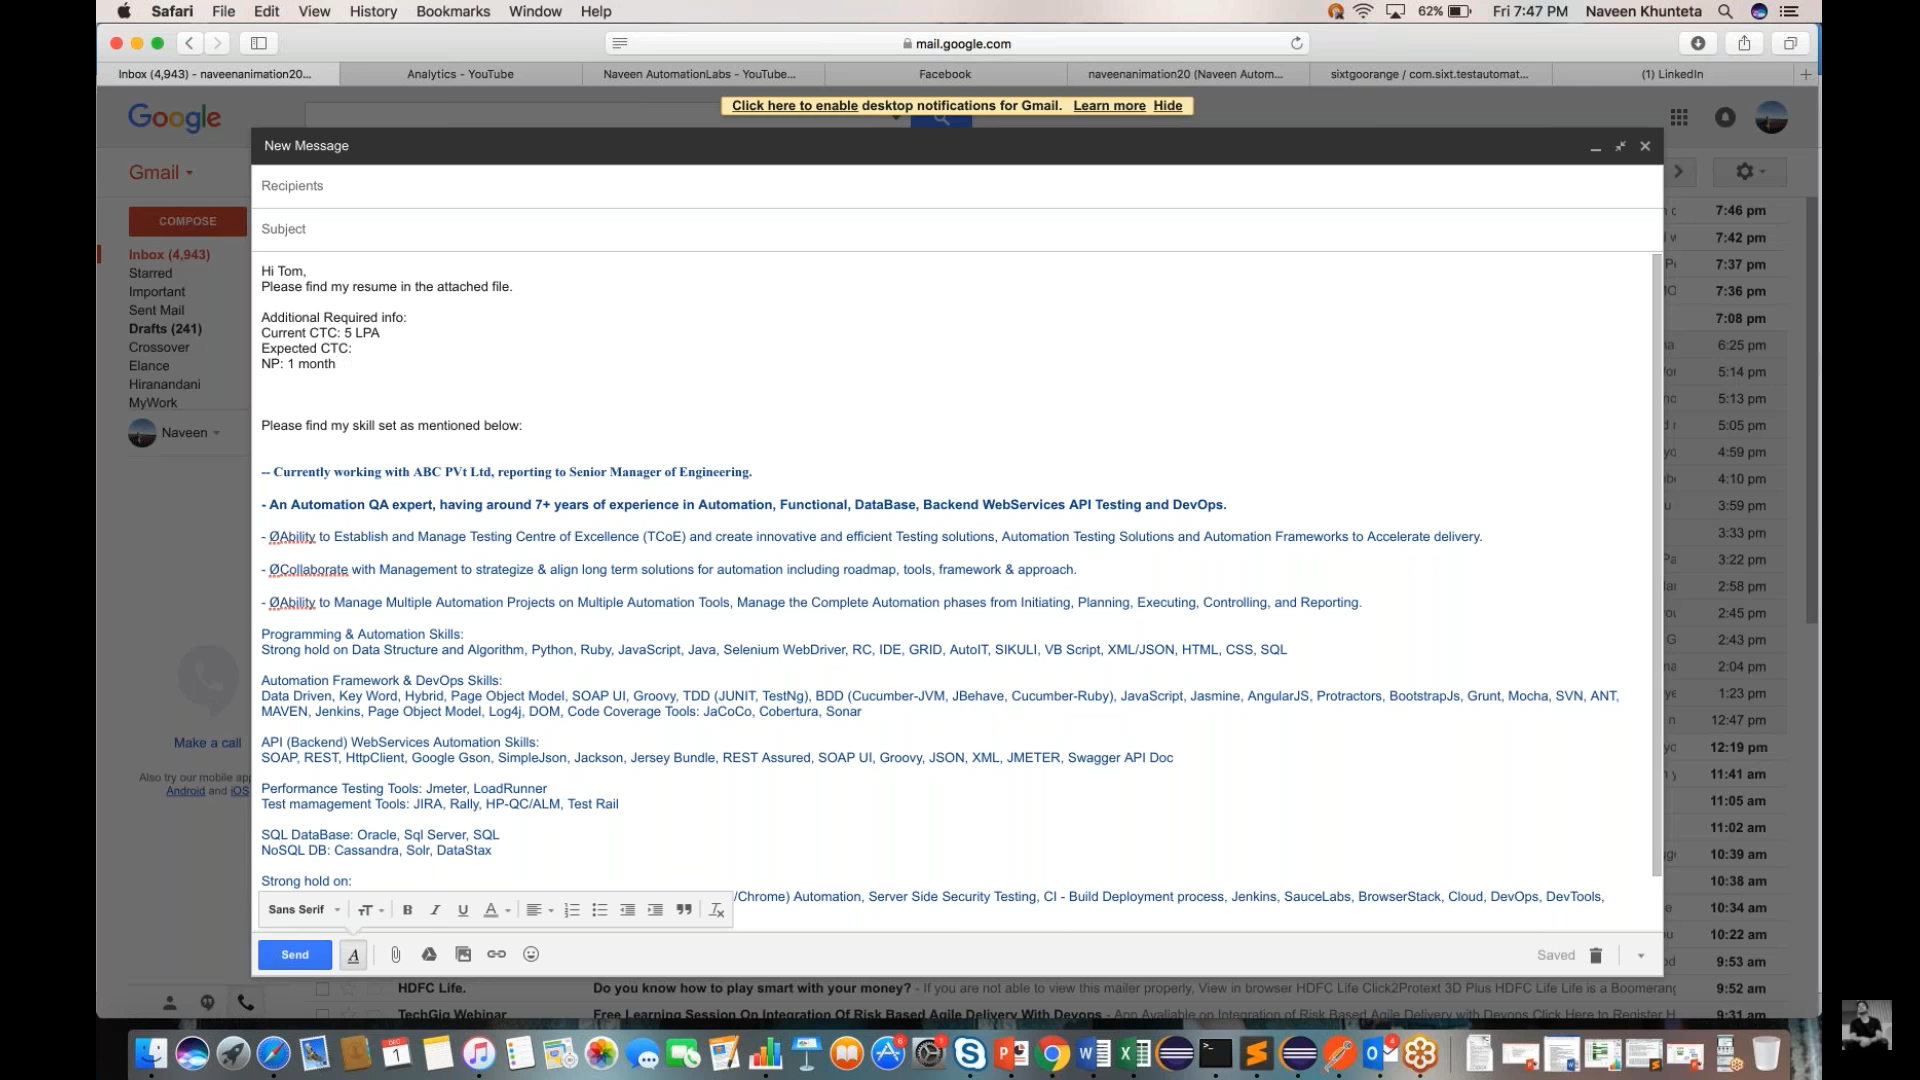 Safari File Edit View History Bookmarks Window Help 62% Fri 7:47 PM Naveen Khunteta
mail.google.com
Inbox (4,943) - naveenanimation20... Analytics - YouTube Naveen AutomationLabs - YouTube... Facebook naveenanimation20 (Naveen Autom... sixtgoorange / com.sixt.testautomat... (1) LinkedIn
Click here to enable desktop notifications for Gmail. Learn more Hide
Google
New Message
Gmail
Recipients
COMPOSE
Subject
Inbox (4,943)
Starred
Important
Sent Mail
Drafts (241)
Crossover
Elance
Hiranandani
MyWork
Naveen
Make a call
Also try our mobile app
Android and iOS
Hi Tom,
Please find my resume in the attached file.
Additional Required info:
Current CTC: 5 LPA
Expected CTC:
NP: 1 month
Please find my skill set as mentioned below:
-- Currently working with ABC PVt Ltd, reporting to Senior Manager of Engineering.
- An Automation QA expert, having around 7+ years of experience in Automation, Functional, DataBase, Backend WebServices API Testing and DevOps.
- ØAbility to Establish and Manage Testing Centre of Excellence (TCoE) and create innovative and efficient Testing solutions, Automation Testing Solutions and Automation Frameworks to Accelerate delivery.
- ØCollaborate with Management to strategize & align long term solutions for automation including roadmap, tools, framework & approach.
- ØAbility to Manage Multiple Automation Projects on Multiple Automation Tools, Manage the Complete Automation phases from Initiating, Planning, Executing, Controlling, and Reporting.
Programming & Automation Skills:
Strong hold on Data Structure and Algorithm, Python, Ruby, JavaScript, Java, Selenium WebDriver, RC, IDE, GRID, AutoIT, SIKULI, VB Script, XML/JSON, HTML, CSS, SQL
Automation Framework & DevOps Skills:
Data Driven, Key Word, Hybrid, Page Object Model, SOAP UI, Groovy, TDD (JUNIT, TestNg), BDD (Cucumber-JVM, JBehave, Cucumber-Ruby), JavaScript, Jasmine, AngularJS, Protractors, BootstrapJs, Grunt, Mocha, SVN, ANT,
MAVEN, Jenkins, Page Object Model, Log4j, DOM, Code Coverage Tools: JaCoCo, Cobertura, Sonar
API (Backend) WebServices Automation Skills:
SOAP, REST, HttpClient, Google Gson, SimpleJson, Jackson, Jersey Bundle, REST Assured, SOAP UI, Groovy, JSON, XML, JMETER, Swagger API Doc
Performance Testing Tools: Jmeter, LoadRunner
Test mamagement Tools: JIRA, Rally, HP-QC/ALM, Test Rail
SQL DataBase: Oracle, Sql Server, SQL
NoSQL DB: Cassandra, Solr, DataStax
Strong hold on:
/Chrome) Automation, Server Side Security Testing, CI - Build Deployment process, Jenkins, SauceLabs, BrowserStack, Cloud, DevOps, DevTools,
Sans Serif
Send
Saved
7:46 pm
7:42 pm
7:37 pm
7:36 pm
7:08 pm
6:25 pm
5:14 pm
5:13 pm
5:05 pm
4:59 pm
4:10 pm
3:59 pm
3:33 pm
3:22 pm
2:58 pm
2:45 pm
2:43 pm
2:04 pm
1:23 pm
12:47 pm
12:19 pm
11:41 am
11:05 am
11:02 am
10:39 am
10:38 am
10:34 am
10:22 am
9:53 am
HDFC Life. Do you know how to play smart with your money? - If you are not able to view this mailer properly, View in browser HDFC Life Click2Protext 3D Plus HDFC Life Life is a Boomerang 9:52 am
TechGig Webinar Free Learning Session On Integration Of Risk Based Agile Delivery With Devops - App Avaliable on Integration of Risk Based Agile Delivery with Devops Click Here to Register 9:31 am